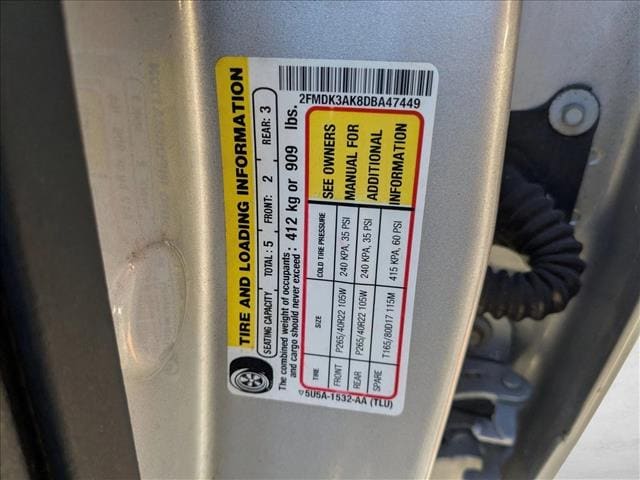 2FMDK3AK8DBA47449
TIRE AND LOADING INFORMATION
SEATING CAPACITY TOTAL: 5 FRONT: 2 REAR: 3
The combined weight of occupants and cargo should never exceed: 412 kg or 909 lbs.
TIRE SIZE COLD TIRE PRESSURE
FRONT P265/40R22 105W 240 KPA, 35 PSI
REAR P265/40R22 105W 240 KPA, 35 PSI
SPARE T165/80D17 115M 415 KPA, 60 PSI
SEE OWNERS
MANUAL FOR
ADDITIONAL
INFORMATION
5U5A-1532-AA (TLU)